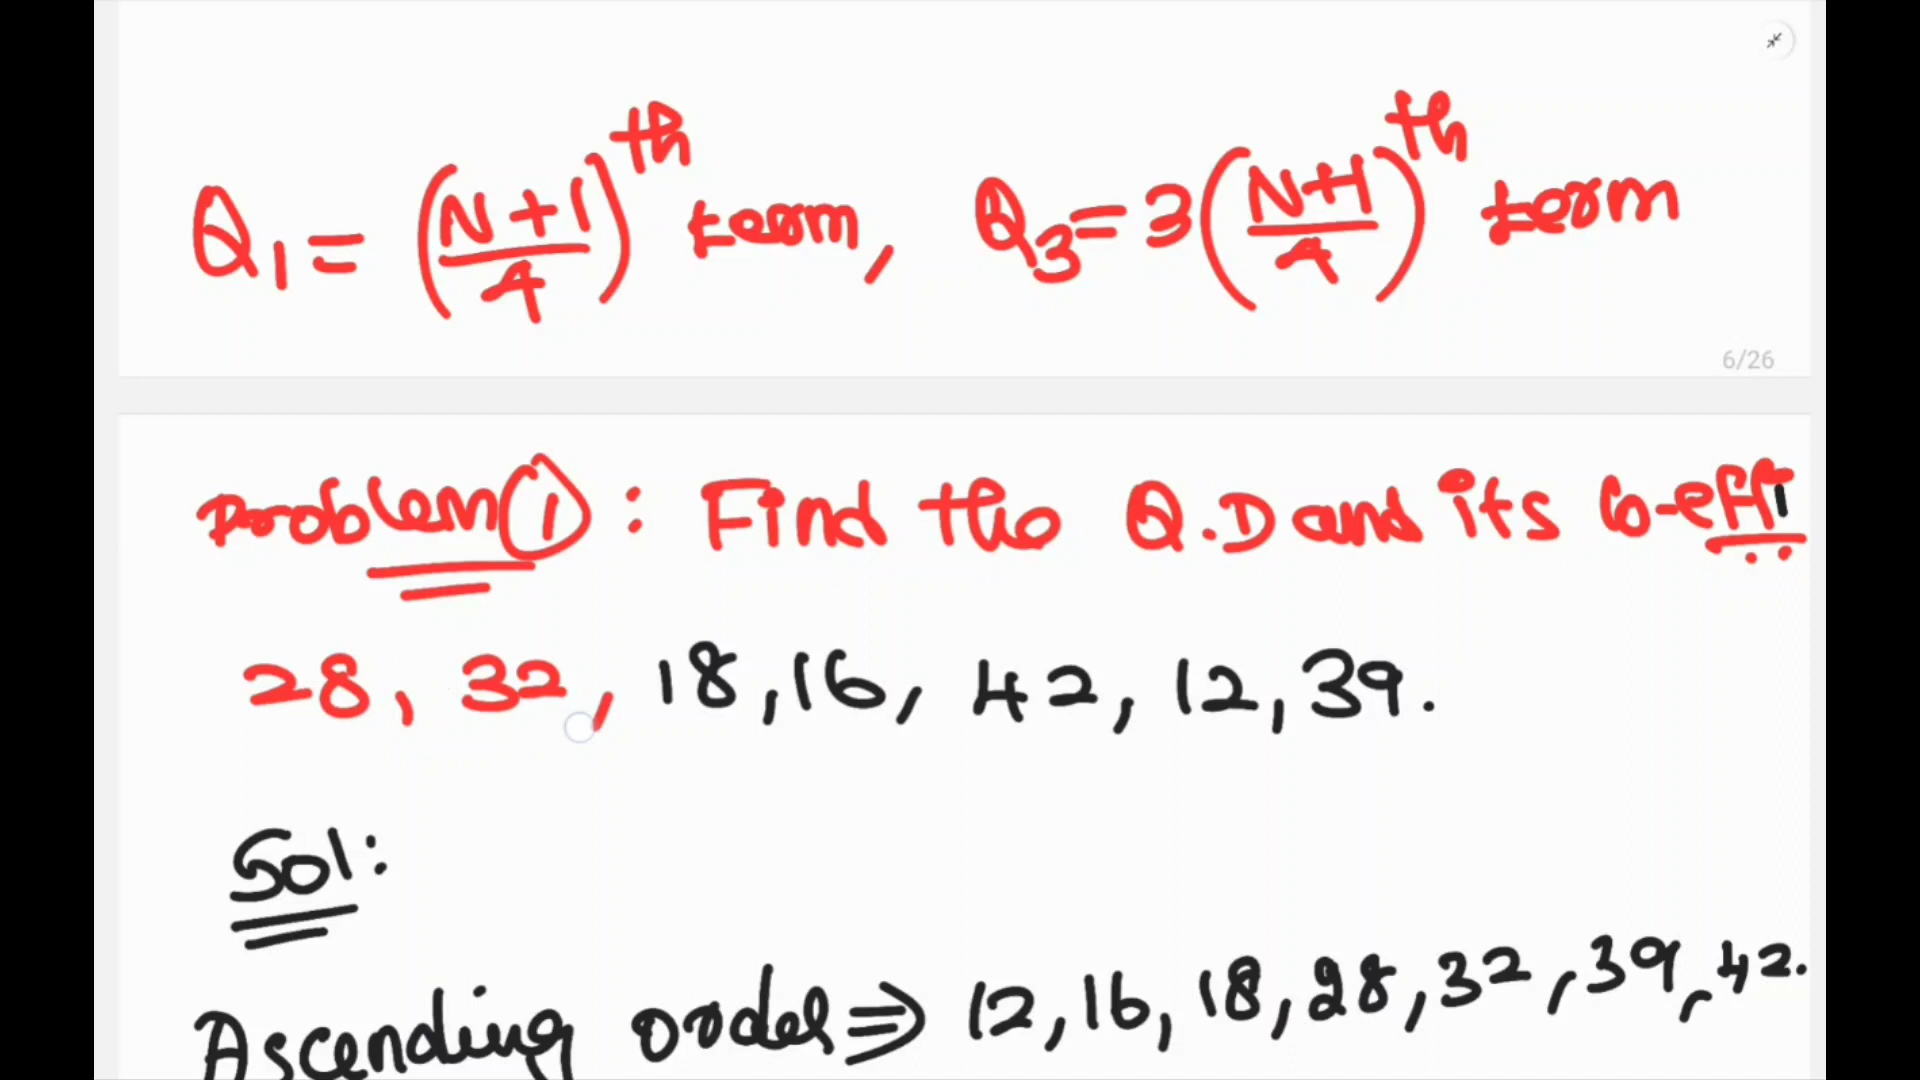 Q₁ = (N+1/4)th term, Q₃ = 3(N+1/4)th term
6/26
Problem ① : Find the Q.D and its Co-eff
28, 32, 18, 16, 42, 12, 39.
Sol:
Ascending order ⇒ 12, 16, 18, 28, 32, 39, 42.